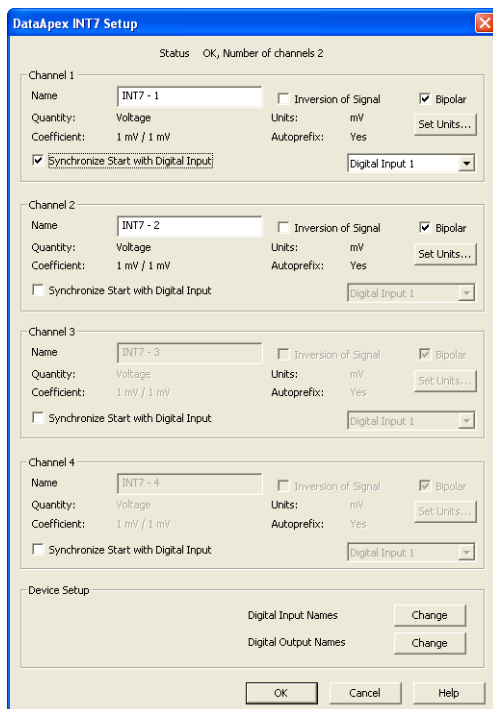 DataApex INT7 Setup
Status OK, Number of channels 2
Channel 1
Name INT7 - 1 Inversion of Signal Bipolar
Quantity: Voltage Units: mV Set Units...
Coefficient: 1 mV / 1 mV Autoprefix: Yes
Synchronize Start with Digital Input Digital Input 1
Channel 2
Name INT7 - 2 Inversion of Signal Bipolar
Quantity: Voltage Units: mV Set Units...
Coefficient: 1 mV / 1 mV Autoprefix: Yes
Synchronize Start with Digital Input Digital Input 1
Channel 3
Name INT7 - 3 Inversion of Signal Bipolar
Quantity: Voltage Units: mV Set Units...
Coefficient: 1 mV / 1 mV Autoprefix: Yes
Synchronize Start with Digital Input Digital Input 1
Channel 4
Name INT7 - 4 Inversion of Signal Bipolar
Quantity: Voltage Units: mV Set Units...
Coefficient: 1 mV / 1 mV Autoprefix: Yes
Synchronize Start with Digital Input Digital Input 1
Device Setup
Digital Input Names Change
Digital Output Names Change
OK Cancel Help